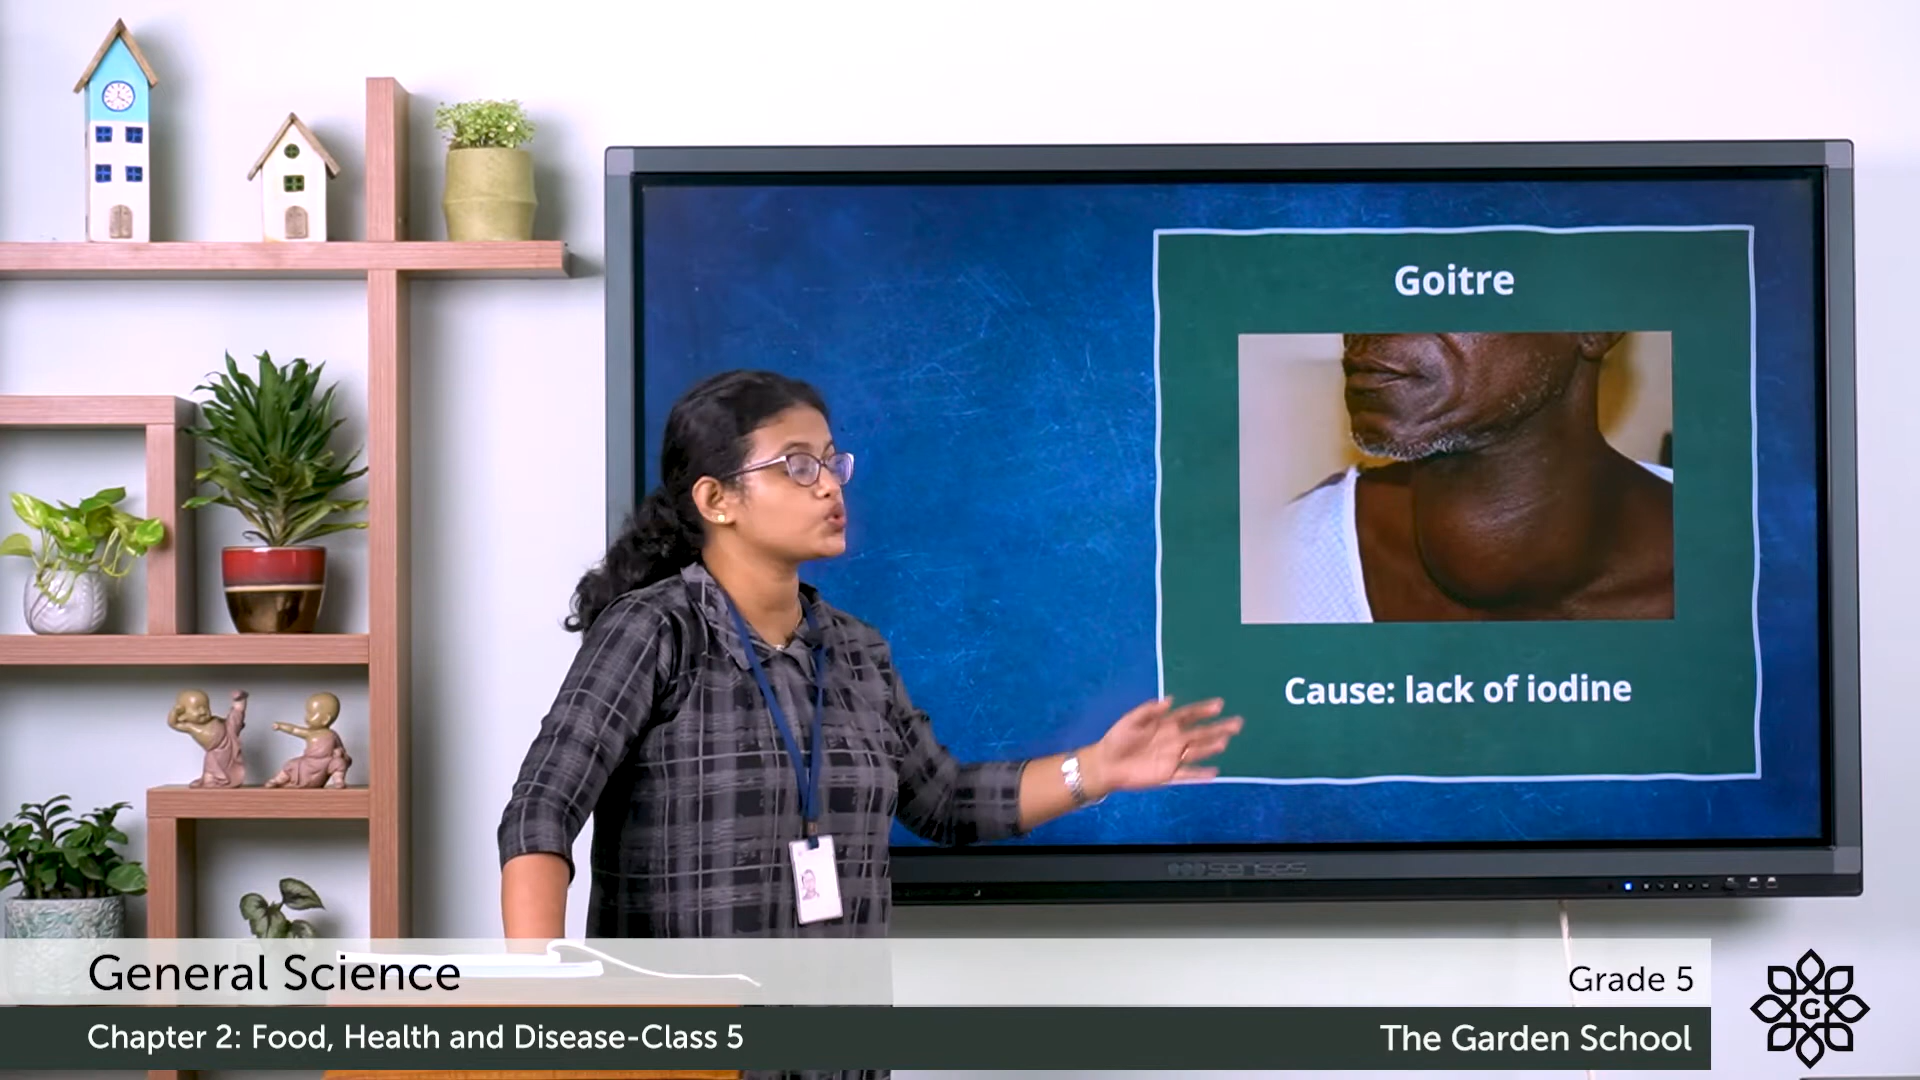 Goitre
Cause: lack of iodine
senses
General Science
Grade 5
Chapter 2: Food, Health and Disease-Class 5
The Garden School
G